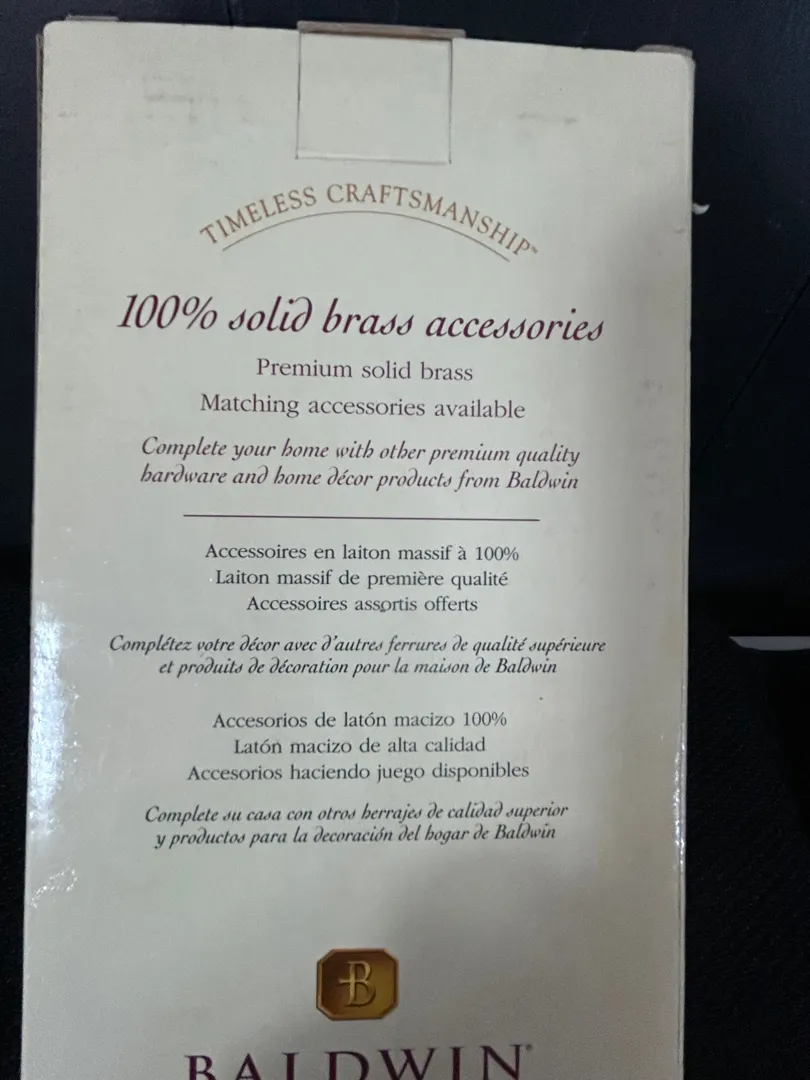 TIMELESS CRAFTSMANSHIP™
100% solid brass accessories
Premium solid brass
Matching accessories available
Complete your home with other premium quality
hardware and home décor products from Baldwin
Accessoires en laiton massif à 100%
Laiton massif de première qualité
Accessoires assortis offerts
Complétez votre décor avec d'autres ferrures de qualité supérieure
et produits de décoration pour la maison de Baldwin
Accesorios de latón macizo 100%
Latón macizo de alta calidad
Accesorios haciendo juego disponibles
Complete su casa con otros herrajes de calidad superior
y productos para la decoración del hogar de Baldwin
B
BALDWIN®